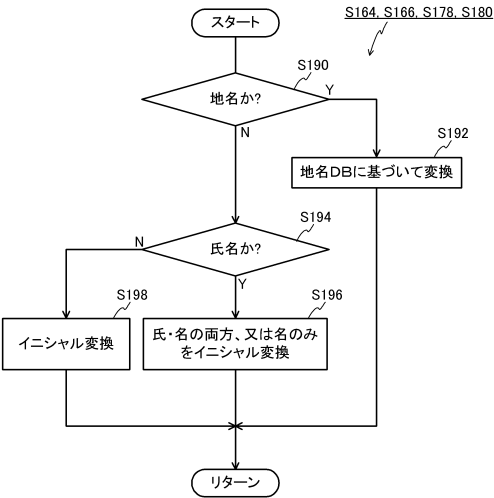 S164, S166, S178, S180
スタート
S190
地名か?
Y
N
S192
地名DBに基づいて変換
S194
氏名か?
N
Y
S198
イニシャル変換
S196
氏・名の両方、又は名のみ
をイニシャル変換
リターン